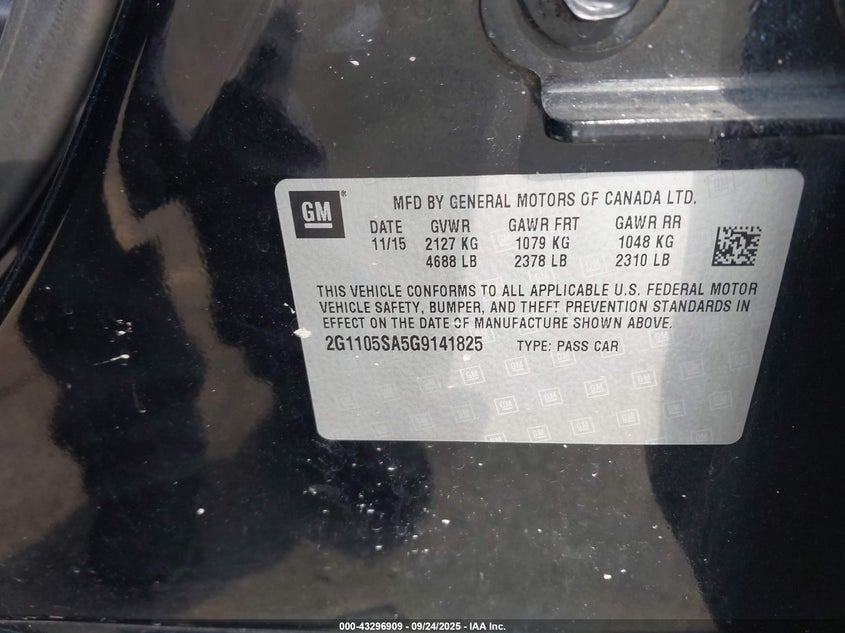 GM
MFD BY GENERAL MOTORS OF CANADA LTD.
DATE GVWR GAWR FRT GAWR RR
11/15 2127 KG 1079 KG 1048 KG
4688 LB 2378 LB 2310 LB
THIS VEHICLE CONFORMS TO ALL APPLICABLE U.S. FEDERAL MOTOR
VEHICLE SAFETY, BUMPER, AND THEFT PREVENTION STANDARDS IN
EFFECT ON THE DATE OF MANUFACTURE SHOWN ABOVE.
2G1105SA5G9141825 TYPE: PASS CAR
000-43296909 | 09/24/2025 - IAA Inc.